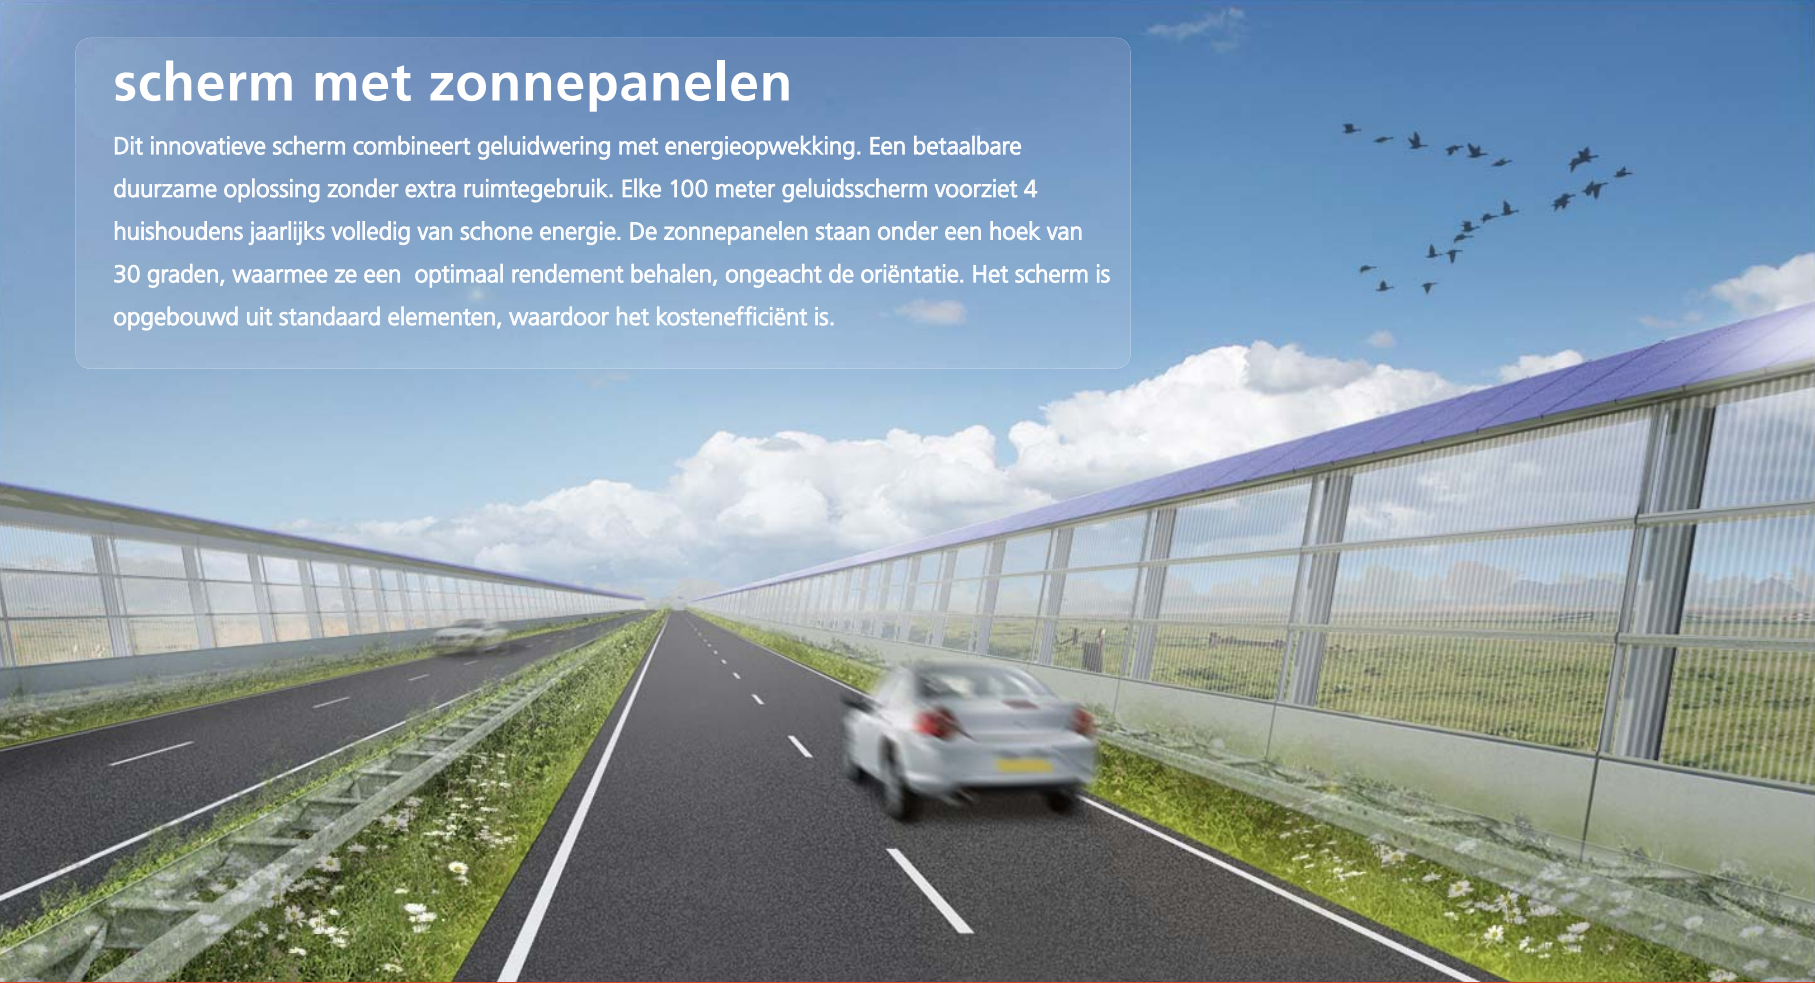 scherm met zonnepanelen
Dit innovatieve scherm combineert geluidwering met energieopwekking. Een betaalbare
duurzame oplossing zonder extra ruimtegebruik. Elke 100 meter geluidsscherm voorziet 4
huishoudens jaarlijks volledig van schone energie. De zonnepanelen staan onder een hoek van
30 graden, waarmee ze een  optimaal rendement behalen, ongeacht de oriëntatie. Het scherm is
opgebouwd uit standaard elementen, waardoor het kostenefficiënt is.